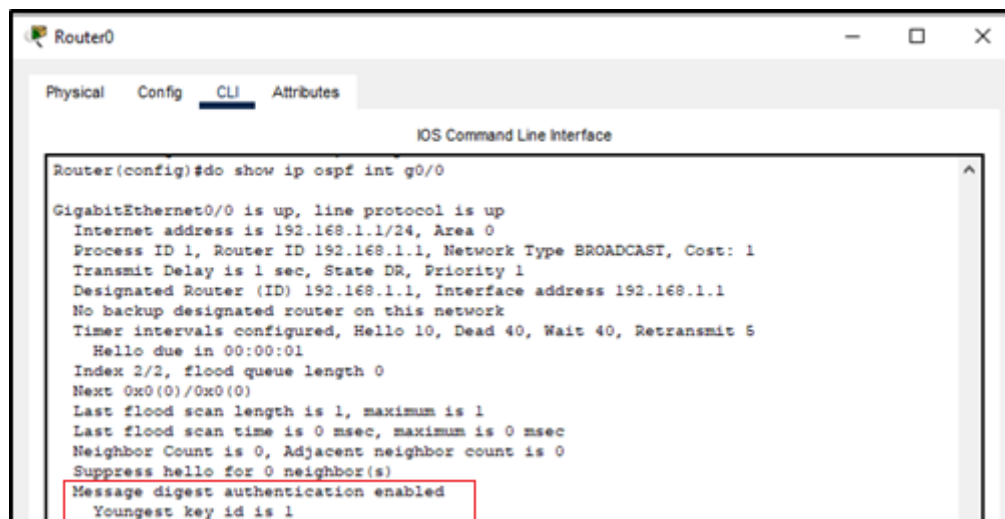 Router0
Physical Config CLI Attributes
IOS Command Line Interface
Router(config)#do show ip ospf int g0/0
GigabitEthernet0/0 is up, line protocol is up
Internet address is 192.168.1.1/24, Area 0
Process ID 1, Router ID 192.168.1.1, Network Type BROADCAST, Cost: 1
Transmit Delay is 1 sec, State DR, Priority 1
Designated Router (ID) 192.168.1.1, Interface address 192.168.1.1
No backup designated router on this network
Timer intervals configured, Hello 10, Dead 40, Wait 40, Retransmit 5
Hello due in 00:00:01
Index 2/2, flood queue length 0
Next 0x0(0)/0x0(0)
Last flood scan length is 1, maximum is 1
Last flood scan time is 0 msec, maximum is 0 msec
Neighbor Count is 0, Adjacent neighbor count is 0
Suppress hello for 0 neighbor(s)
Message digest authentication enabled
Youngest key id is 1